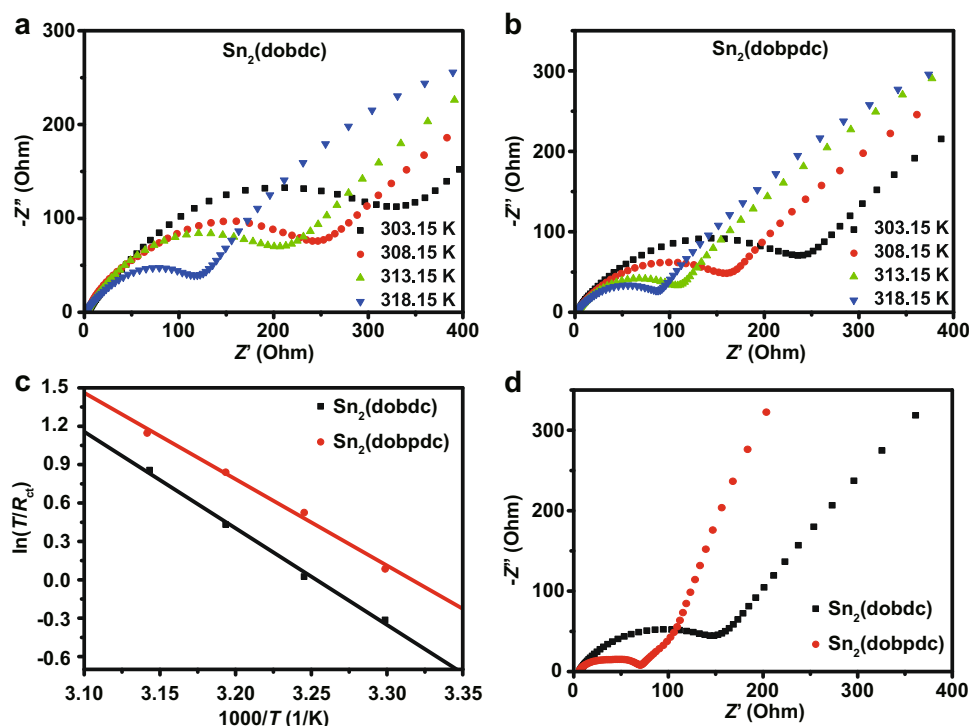 a
Sn₂(dobdc)
300
200
100
0
-Z'' (Ohm)
0 100 200 300 400
Z' (Ohm)
303.15 K
308.15 K
313.15 K
318.15 K
b
Sn₂(dobpdc)
300
200
100
0
-Z'' (Ohm)
0 100 200 300 400
Z' (Ohm)
303.15 K
308.15 K
313.15 K
318.15 K
c
1.5
1.2
0.9
0.6
0.3
0.0
-0.3
-0.6
ln(T/Rct)
3.10 3.15 3.20 3.25 3.30 3.35
1000/T (1/K)
Sn₂(dobdc)
Sn₂(dobpdc)
d
300
200
100
0
-Z'' (Ohm)
0 100 200 300 400
Z' (Ohm)
Sn₂(dobdc)
Sn₂(dobpdc)